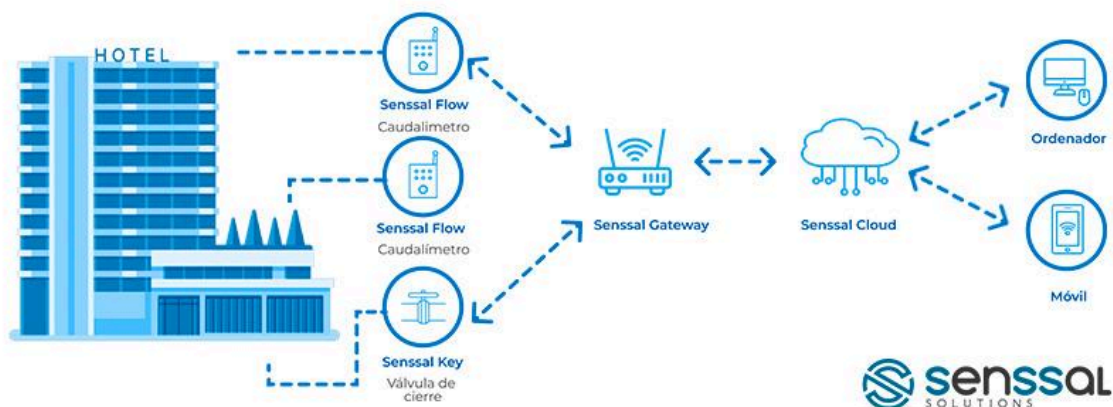 HOTEL
Senssal Flow
Caudalimetro
Senssal Flow
Caudalímetro
Senssal Key
Válvula de
cierre
Senssal Gateway
Senssal Cloud
Ordenador
Móvil
senssal
SOLUTIONS